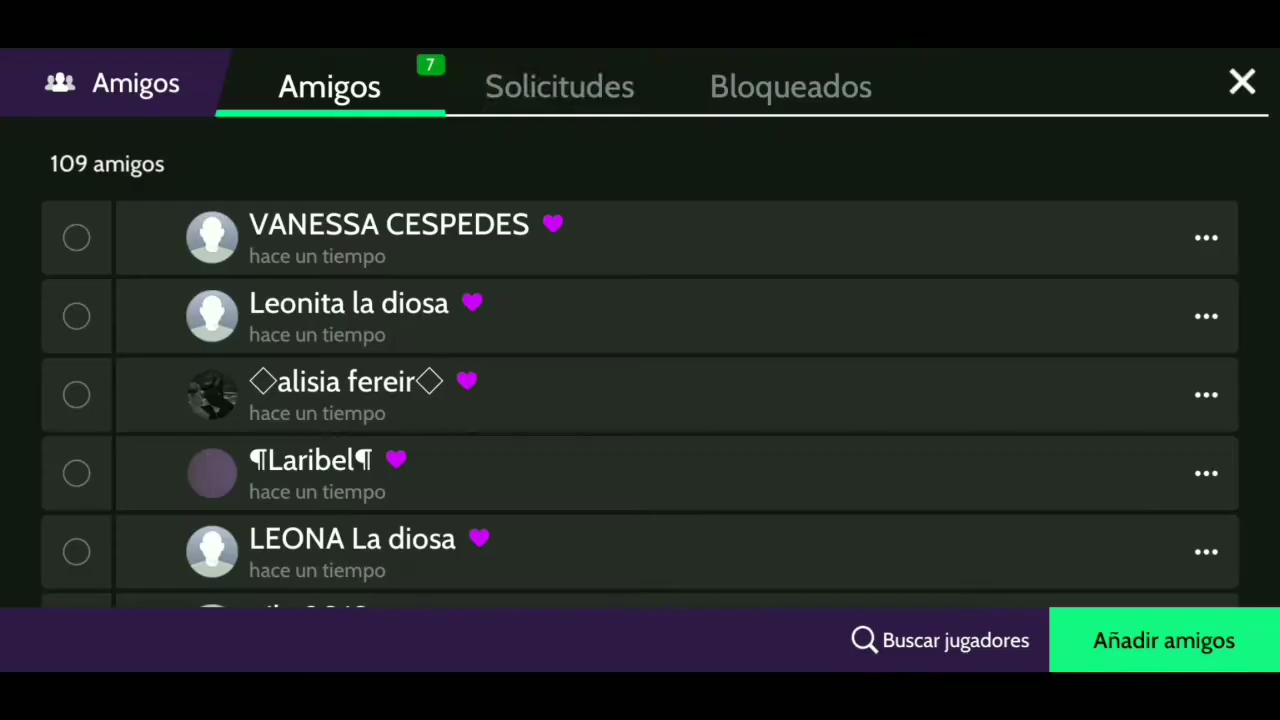 Amigos
Amigos
7
Solicitudes
Bloqueados
109 amigos
VANESSA CESPEDES
hace un tiempo
Leonita la diosa
hace un tiempo
◇alisia fereir◇
hace un tiempo
¶Laribel¶
hace un tiempo
LEONA La diosa
hace un tiempo
Buscar jugadores
Añadir amigos